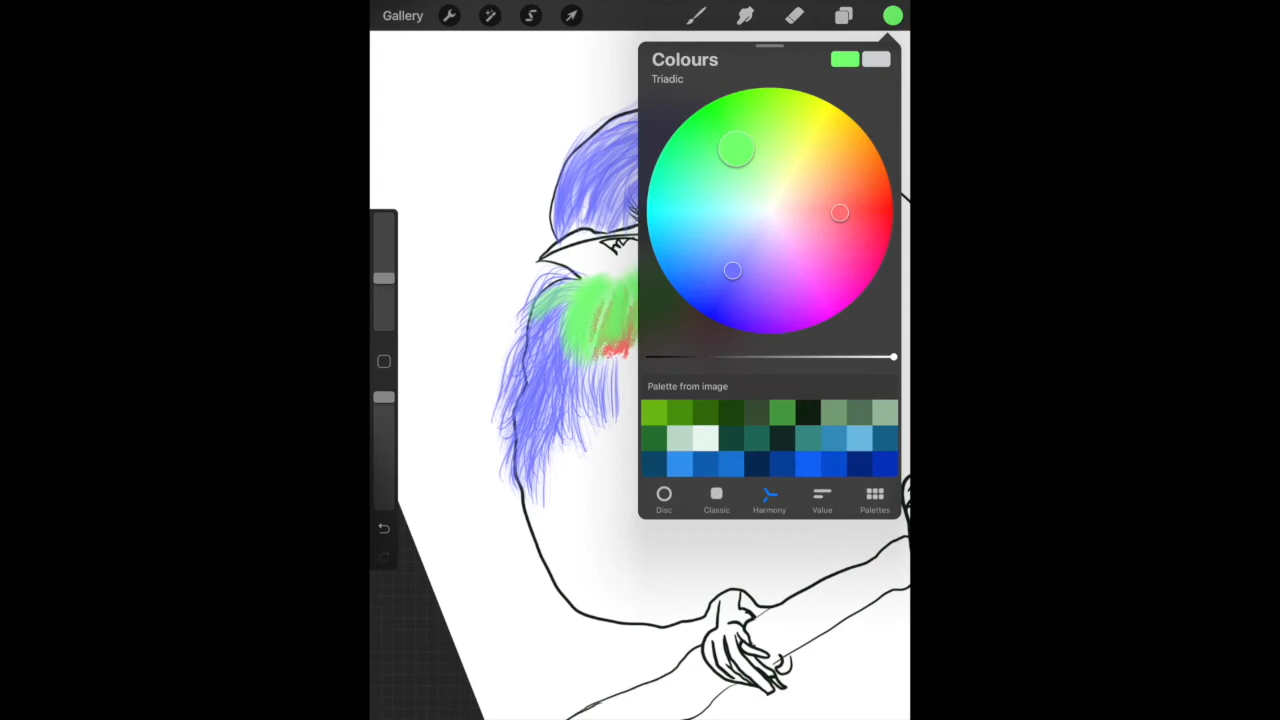 Gallery
Colours
Triadic
Palette from image
Disc Classic Harmony Value Palettes